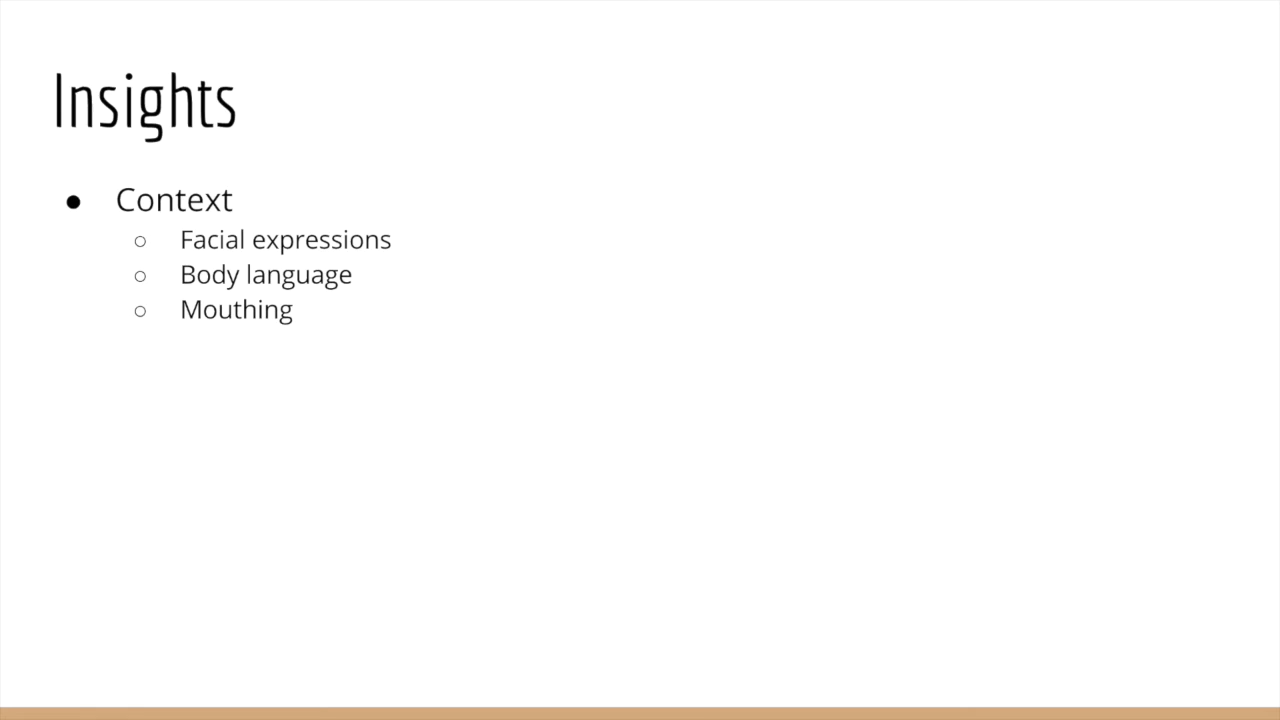 Insights
● Context
○ Facial expressions
○ Body language
○ Mouthing